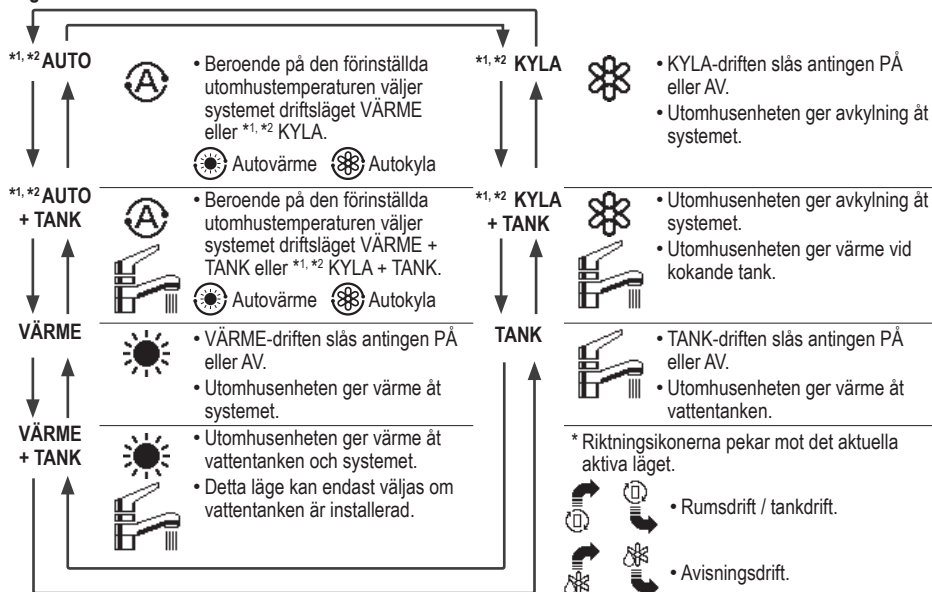 *1, *2 AUTO
• Beroende på den förinställda
utomhustemperaturen väljer
systemet driftsläget VÄRME
eller *1, *2 KYLA.
Autovärme Autokyla
*1, *2 AUTO
+ TANK
• Beroende på den förinställda
utomhustemperaturen väljer
systemet driftsläget VÄRME +
TANK eller *1, *2 KYLA + TANK.
Autovärme Autokyla
VÄRME
• VÄRME-driften slås antingen PÅ
eller AV.
• Utomhusenheten ger värme åt
systemet.
VÄRME
+ TANK
• Utomhusenheten ger värme åt
vattentanken och systemet.
• Detta läge kan endast väljas om
vattentanken är installerad.
*1, *2 KYLA
• KYLA-driften slås antingen PÅ
eller AV.
• Utomhusenheten ger avkylning åt
systemet.
*1, *2 KYLA
+ TANK
• Utomhusenheten ger avkylning åt
systemet.
• Utomhusenheten ger värme vid
kokande tank.
TANK
• TANK-driften slås antingen PÅ
eller AV.
• Utomhusenheten ger värme åt
vattentanken.
* Riktningsikonerna pekar mot det aktuella
aktiva läget.
• Rumsdrift / tankdrift.
• Avisningsdrift.